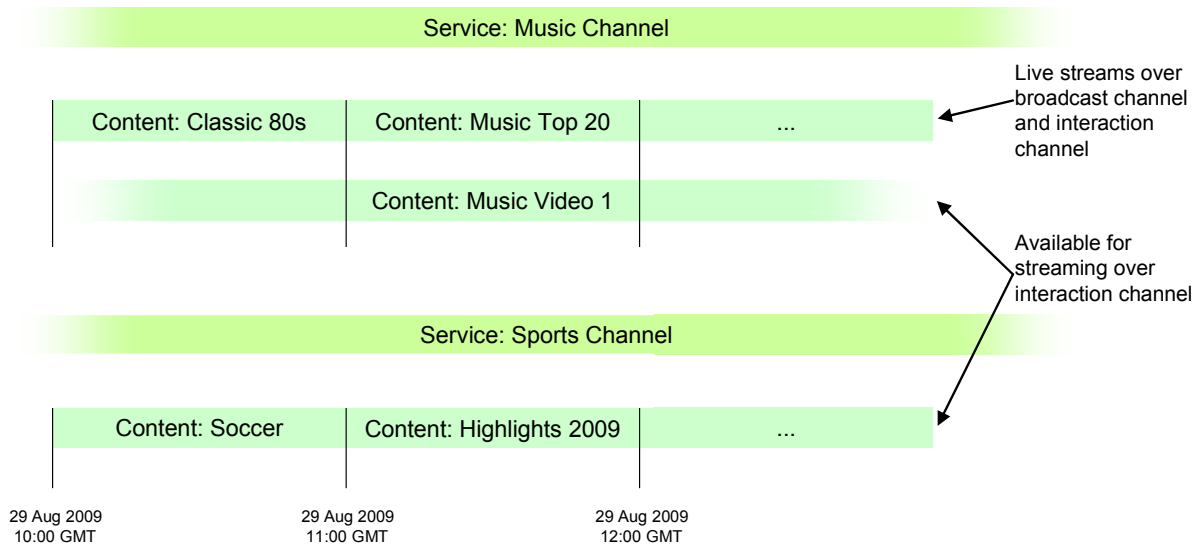 Service: Music Channel
Live streams over
broadcast channel
and interaction
channel
Content: Classic 80s
Content: Music Top 20
...
Content: Music Video 1
Available for
streaming over
interaction channel
Service: Sports Channel
Content: Soccer
Content: Highlights 2009
...
29 Aug 2009
10:00 GMT
29 Aug 2009
11:00 GMT
29 Aug 2009
12:00 GMT